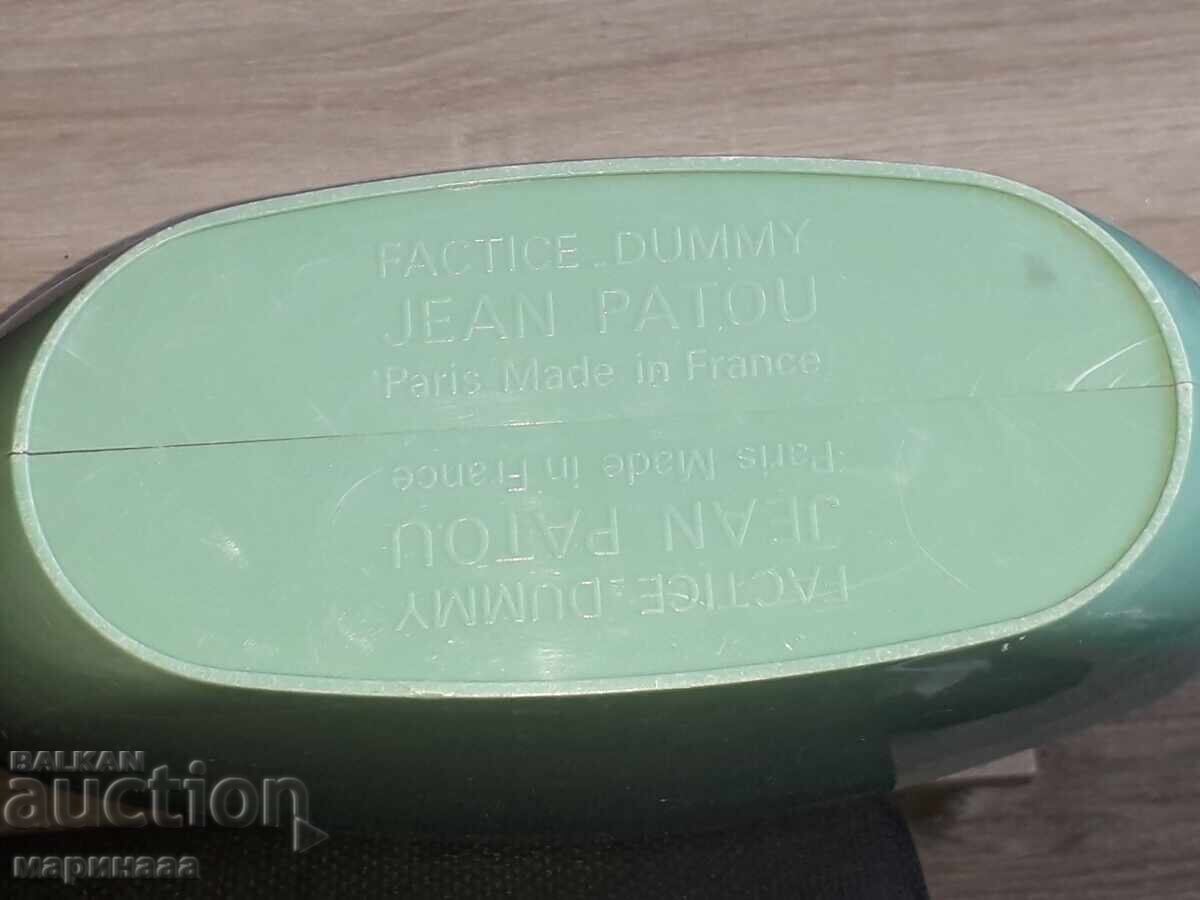 FACTICE - DUMMY
JEAN PATOU
Paris Made in France
Paris Made in France
JEAN PATOU
FACTICE - DUMMY
BALKAN
auction
маринааа